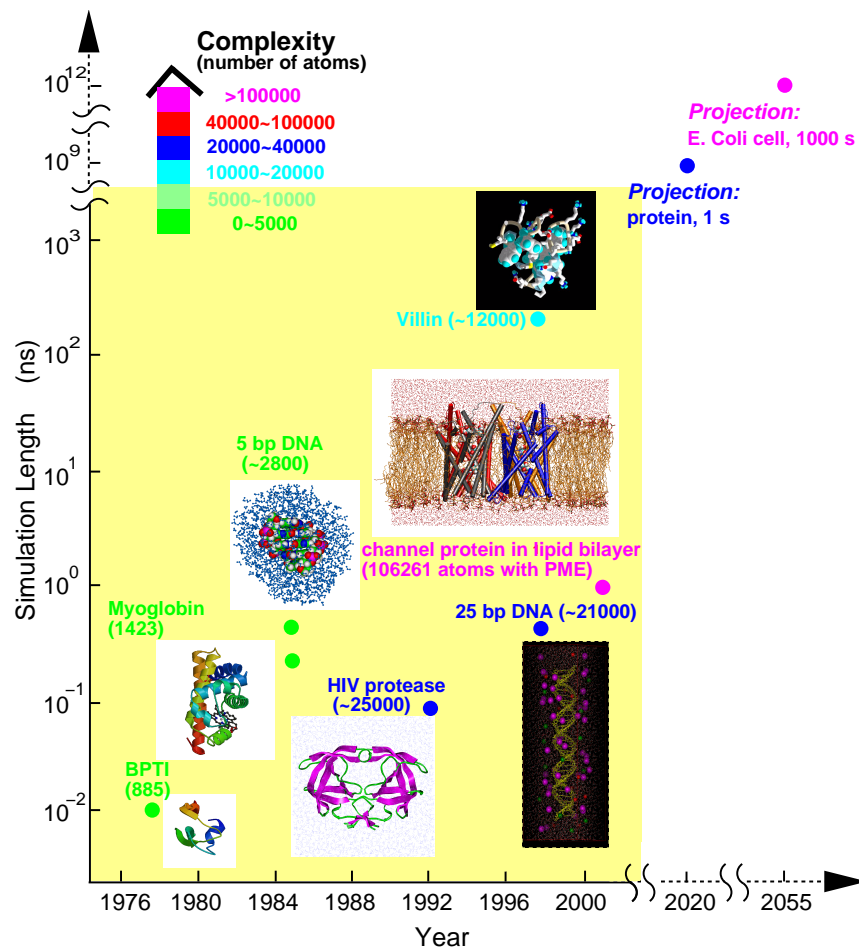 Complexity
(number of atoms)
>100000
40000~100000
20000~40000
10000~20000
5000~10000
0~5000
10^12
10^9
10^3
10^2
10^1
10^0
10^-1
10^-2
Simulation Length (ns)
Projection:
E. Coli cell, 1000 s
Projection:
protein, 1 s
Villin (~12000)
5 bp DNA
(~2800)
channel protein in lipid bilayer
(106261 atoms with PME)
Myoglobin
(1423)
25 bp DNA (~21000)
HIV protease
(~25000)
BPTI
(885)
1976 1980 1984 1988 1992 1996 2000 2020 2055
Year